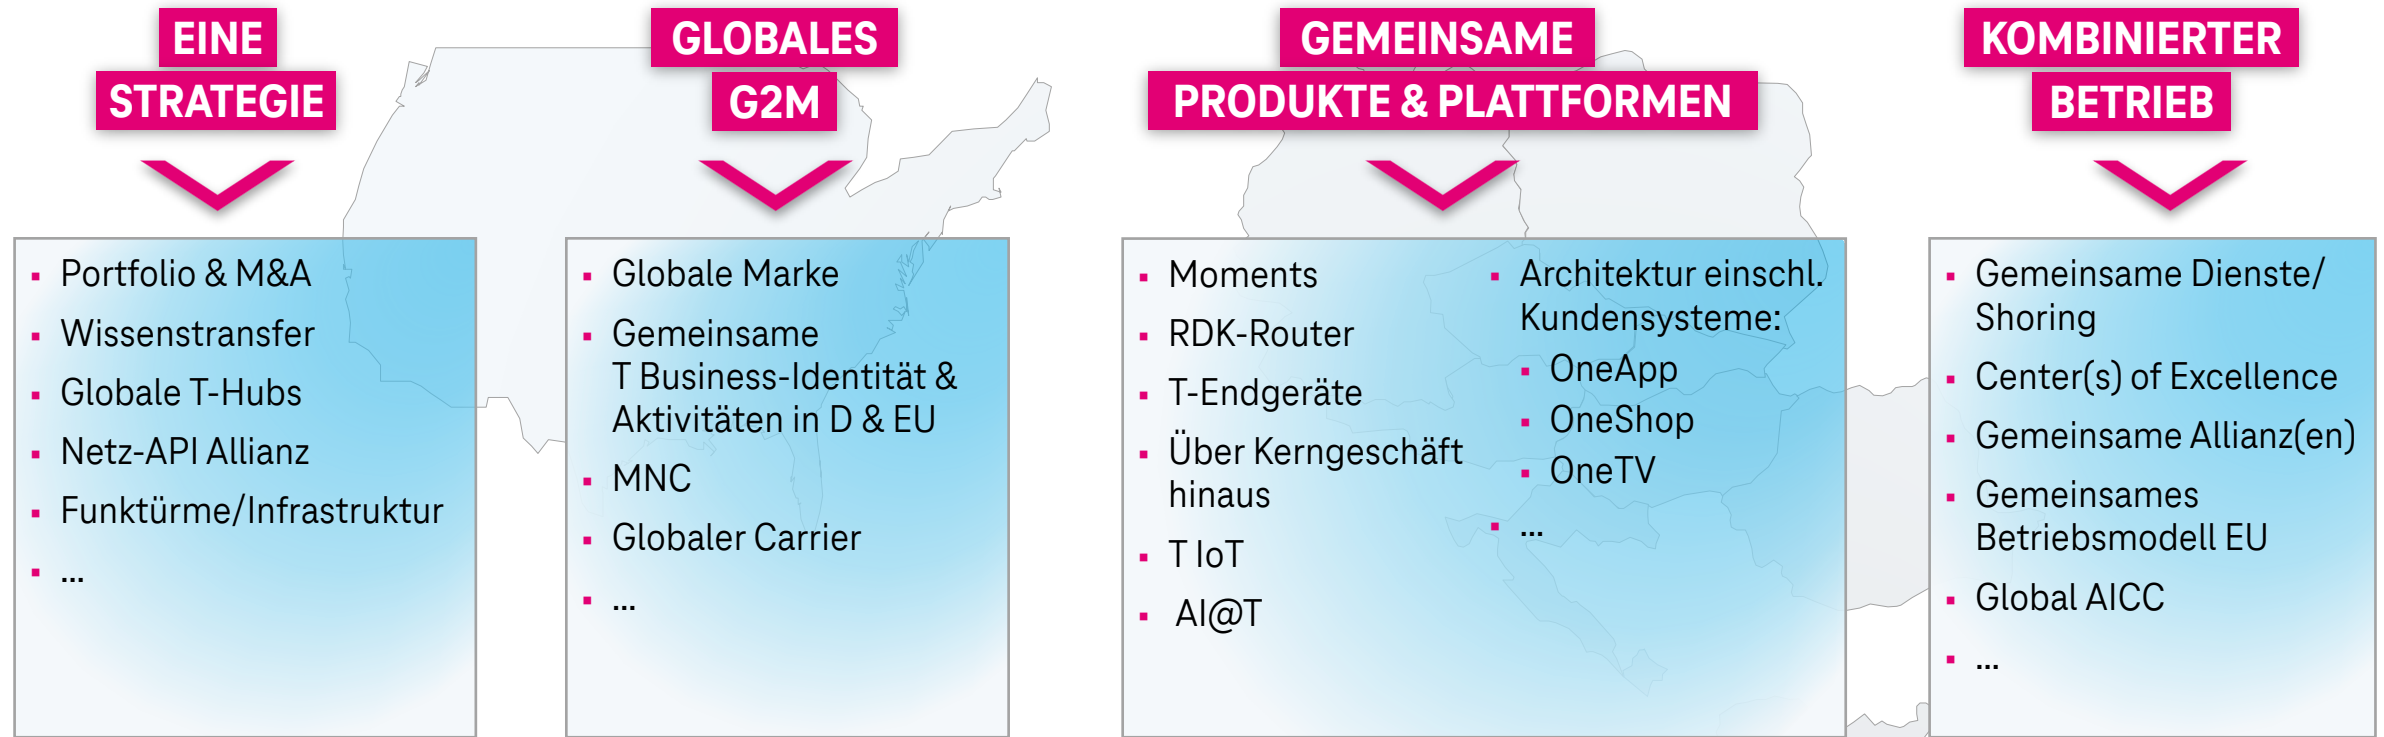 EINE
STRATEGIE
Portfolio & M&A
Wissenstransfer
Globale T-Hubs
Netz-API Allianz
Funktürme/Infrastruktur
...
GLOBALES
G2M
Globale Marke
Gemeinsame
T Business-Identität &
Aktivitäten in D & EU
MNC
Globaler Carrier
...
GEMEINSAME
PRODUKTE & PLATTFORMEN
Moments
RDK-Router
T-Endgeräte
Über Kerngeschäft
hinaus
T IoT
AI@T
Architektur einschl.
Kundensysteme:
OneApp
OneShop
OneTV
...
KOMBINIERTER
BETRIEB
Gemeinsame Dienste/
Shoring
Center(s) of Excellence
Gemeinsame Allianz(en)
Gemeinsames
Betriebsmodell EU
Global AICC
...